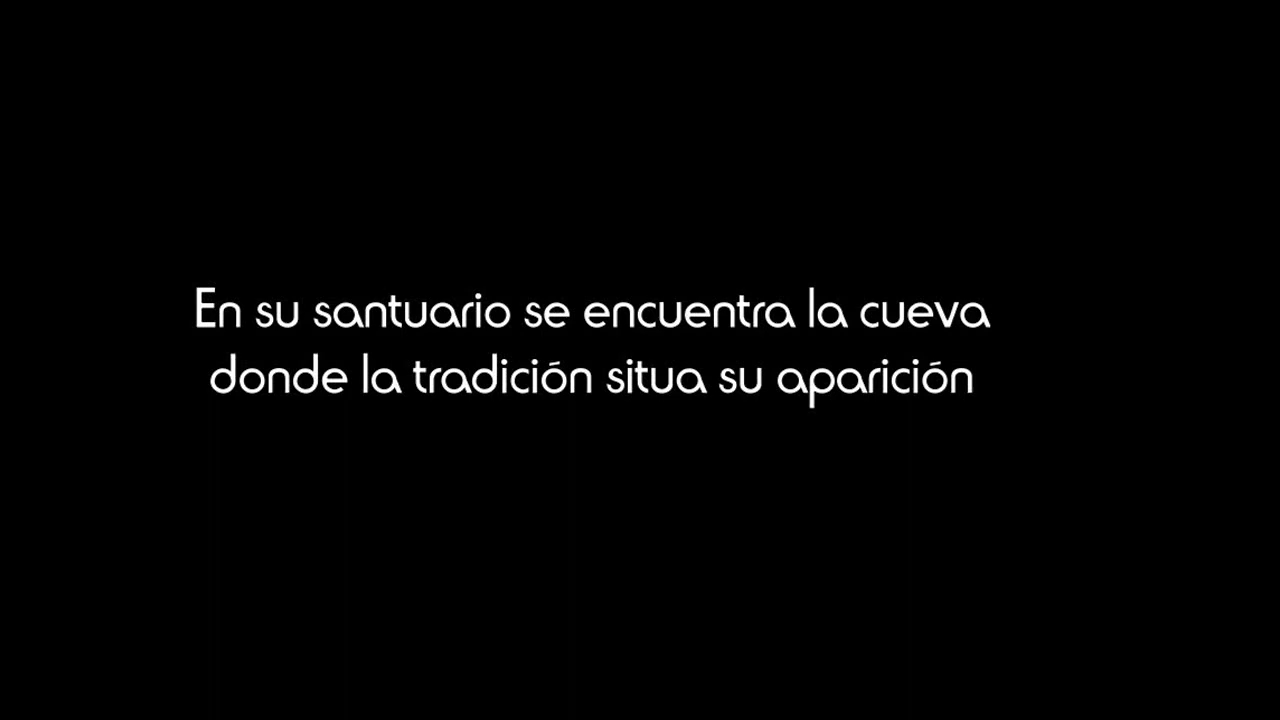 En su santuario se encuentra la cueva
donde la tradición situa su aparición